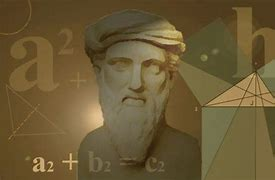 a²
+
a2 + b2 = c2